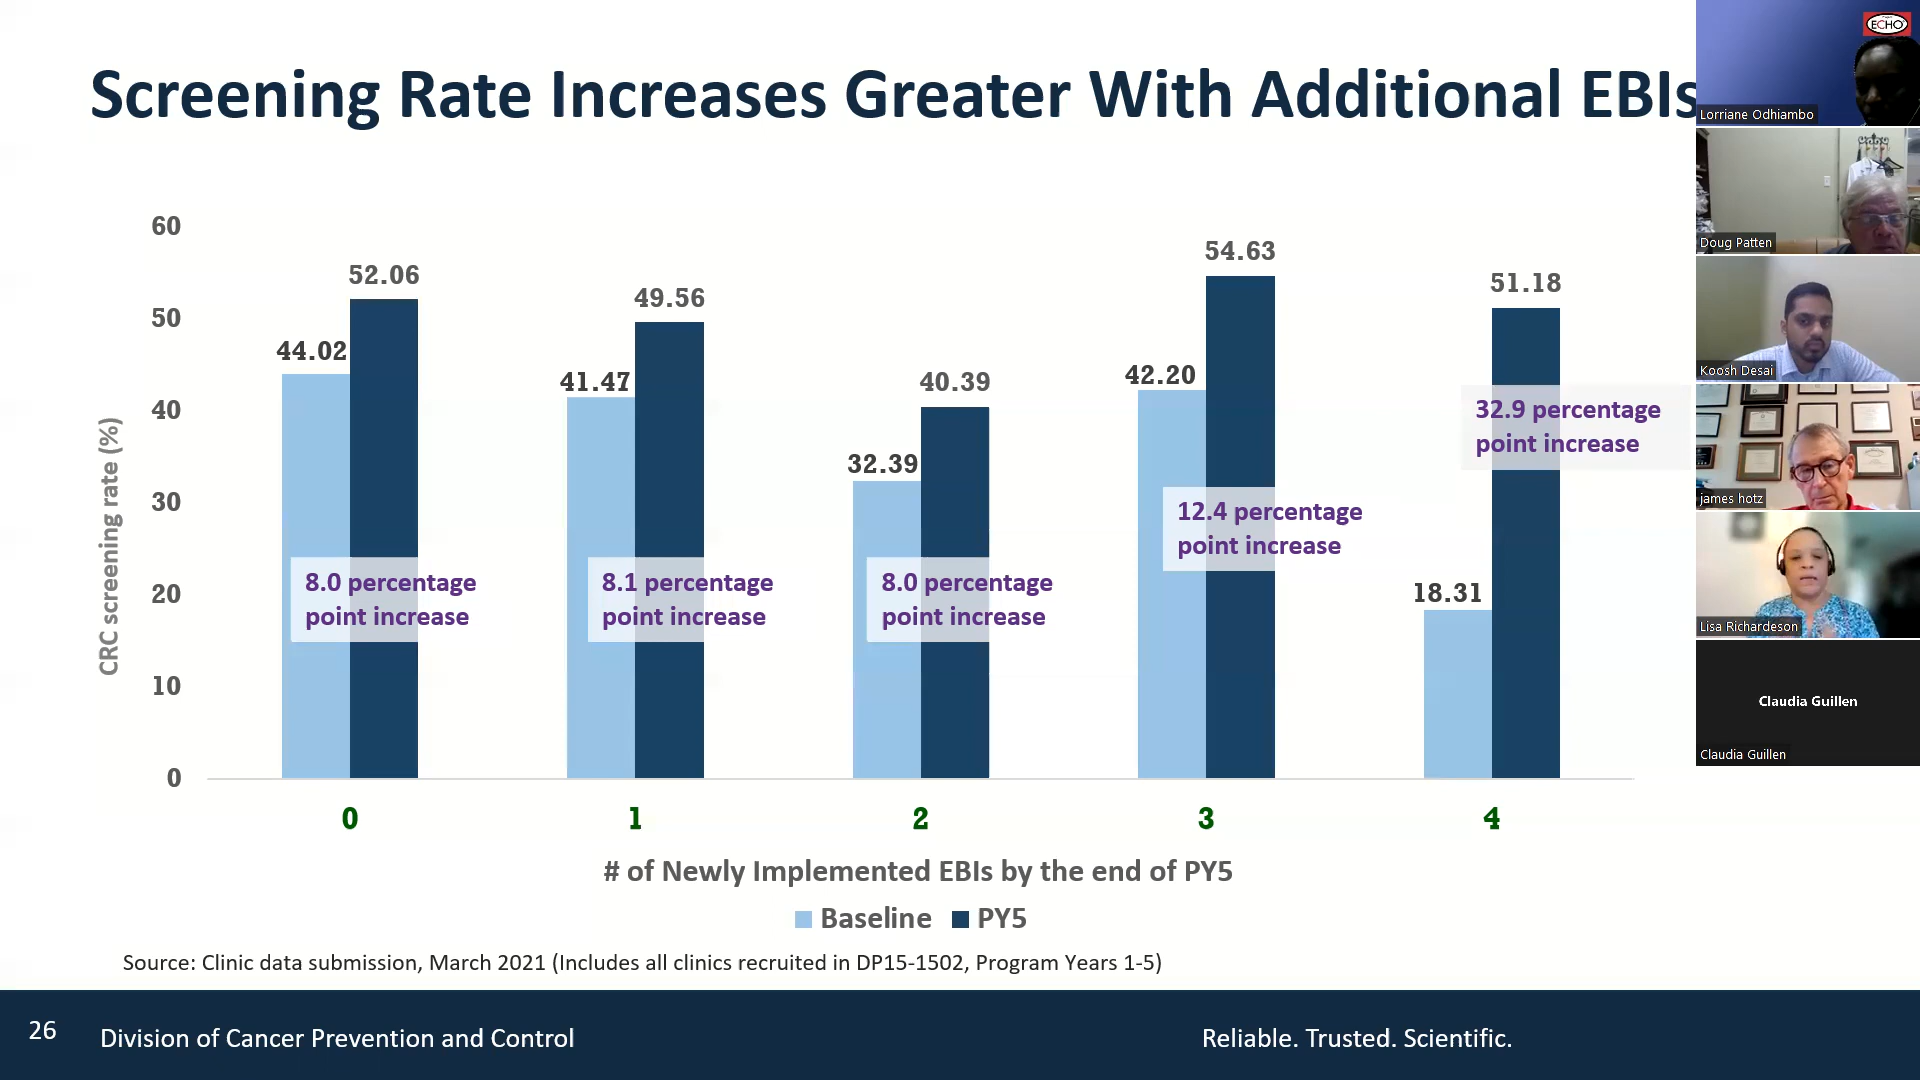 Screening Rate Increases Greater With Additional EBIs
60
50
40
30
20
10
0
CRC screening rate (%)
44.02
52.06
8.0 percentage
point increase
41.47
49.56
8.1 percentage
point increase
32.39
40.39
8.0 percentage
point increase
42.20
54.63
12.4 percentage
point increase
18.31
51.18
32.9 percentage
point increase
0
1
2
3
4
# of Newly Implemented EBIs by the end of PY5
Baseline PY5
Source: Clinic data submission, March 2021 (Includes all clinics recruited in DP15-1502, Program Years 1-5)
26
Division of Cancer Prevention and Control
Reliable. Trusted. Scientific.
ECHO
Lorriane Odhiambo
Doug Patten
Koosh Desai
james hotz
Lisa Richardeson
Claudia Guillen
Claudia Guillen